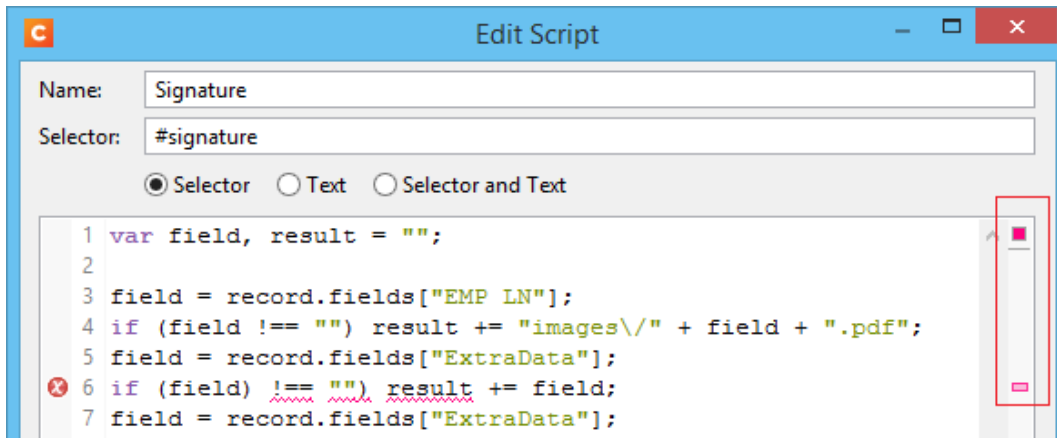 C Edit Script
Name: Signature
Selector: #signature
Selector Text Selector and Text
1 var field, result = "";
2
3 field = record.fields["EMP LN"];
4 if (field !== "") result += "images\/" + field + ".pdf";
5 field = record.fields["ExtraData"];
6 if (field) !== "") result += field;
7 field = record.fields["ExtraData"];